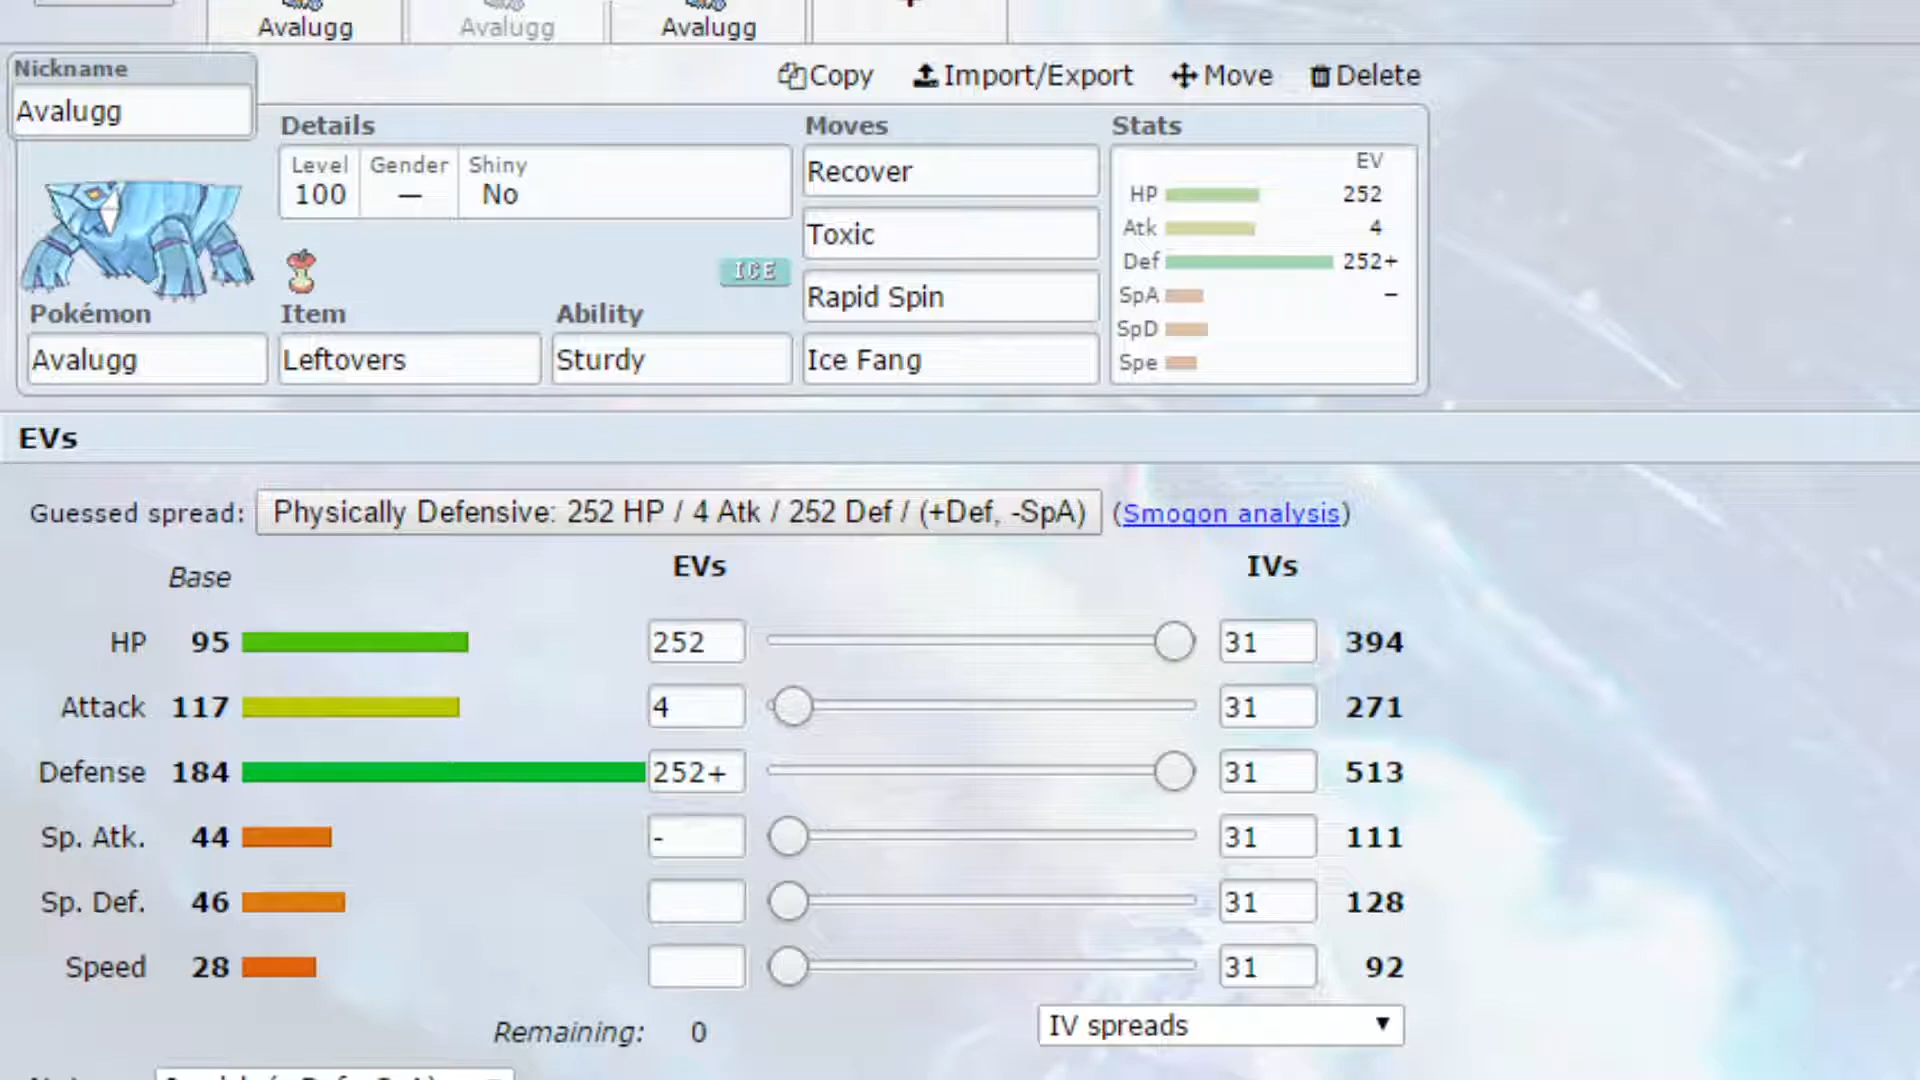 Avalugg Avalugg Avalugg
Nickname
Avalugg
Copy Import/Export Move Delete
Details Moves Stats
Level Gender Shiny
100 — No
Recover
Toxic
Rapid Spin
Ice Fang
EV
HP 252
Atk 4
Def 252+
SpA −
SpD
Spe
ICE
Pokémon Item Ability
Avalugg Leftovers Sturdy
EVs
Guessed spread: Physically Defensive: 252 HP / 4 Atk / 252 Def / (+Def, -SpA) (Smogon analysis)
Base EVs IVs
HP 95 252 31 394
Attack 117 4 31 271
Defense 184 252+ 31 513
Sp. Atk. 44 - 31 111
Sp. Def. 46 31 128
Speed 28 31 92
Remaining: 0 IV spreads